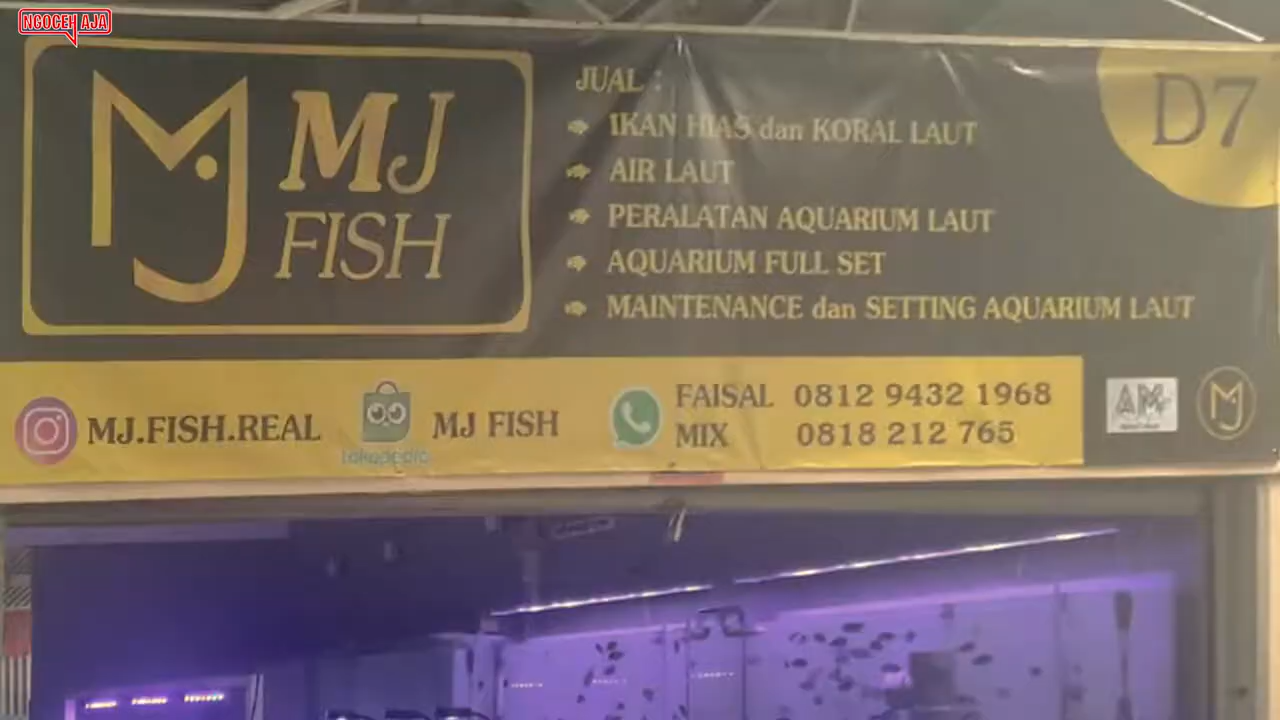 NGOCEH AJA
MJ
FISH
JUAL :
IKAN HIAS dan KORAL LAUT
AIR LAUT
PERALATAN AQUARIUM LAUT
AQUARIUM FULL SET
MAINTENANCE dan SETTING AQUARIUM LAUT
D7
MJ.FISH.REAL
tokopedia
MJ FISH
FAISAL 0812 9432 1968
MIX 0818 212 765
AM
MJ